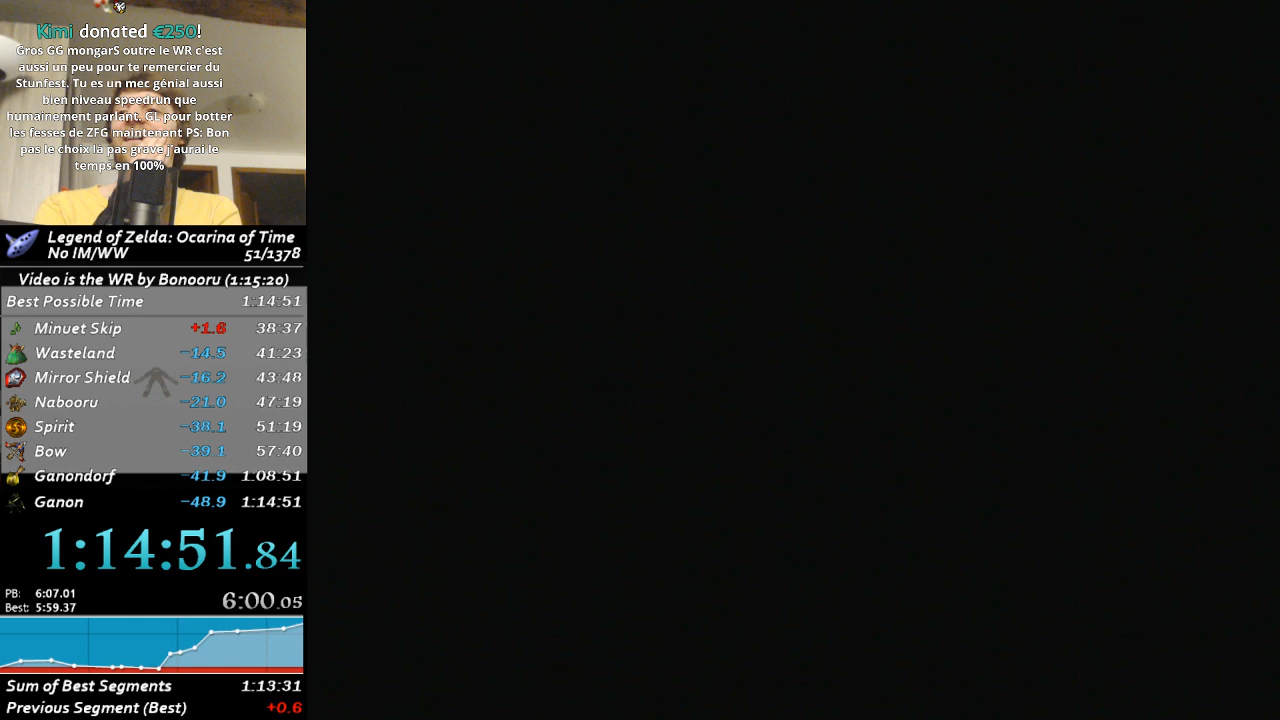 Kimi donated €250!
Gros GG mongarS outre le WR c'est
aussi un peu pour te remercier du
Stunfest. Tu es un mec génial aussi
bien niveau speedrun que
humainement parlant. GL pour botter
les fesses de ZFG maintenant PS: Bon
pas le choix là pas grave j'aurai le
temps en 100%
Legend of Zelda: Ocarina of Time
No IM/WW 51/1378
Video is the WR by Bonooru (1:15:20)
Best Possible Time 1:14:51
Minuet Skip +1.6 38:37
Wasteland -14.5 41:23
Mirror Shield -16.2 43:48
Nabooru -21.0 47:19
Spirit -38.1 51:19
Bow -39.1 57:40
Ganondorf -41.9 1:08:51
Ganon -48.9 1:14:51
1:14:51.84
PB: 6:07.01
Best: 5:59.37
6:00.05
Sum of Best Segments 1:13:31
Previous Segment (Best) +0.6